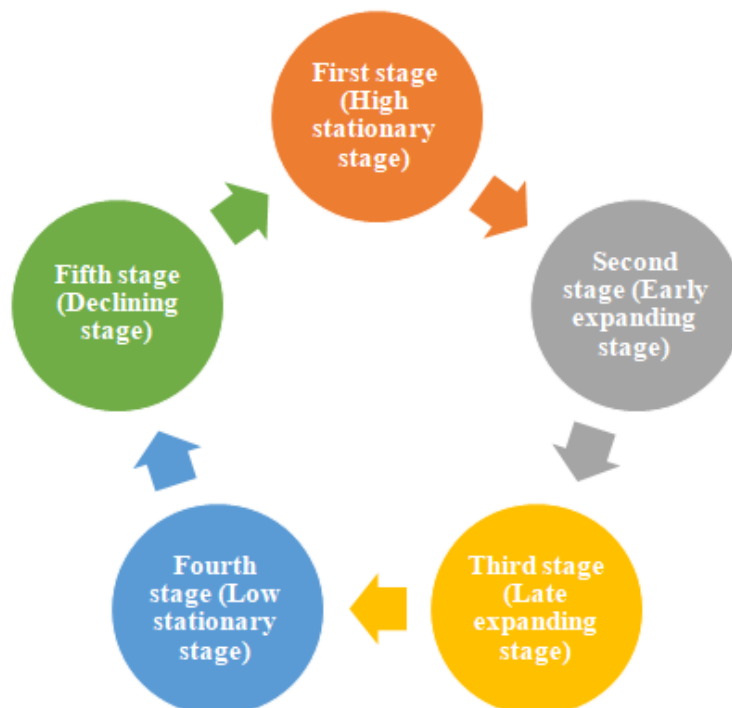 First stage
(High
stationary
stage)
Second
stage (Early
expanding
stage)
Third stage
(Late
expanding
stage)
Fourth
stage (Low
stationary
stage)
Fifth stage
(Declining
stage)